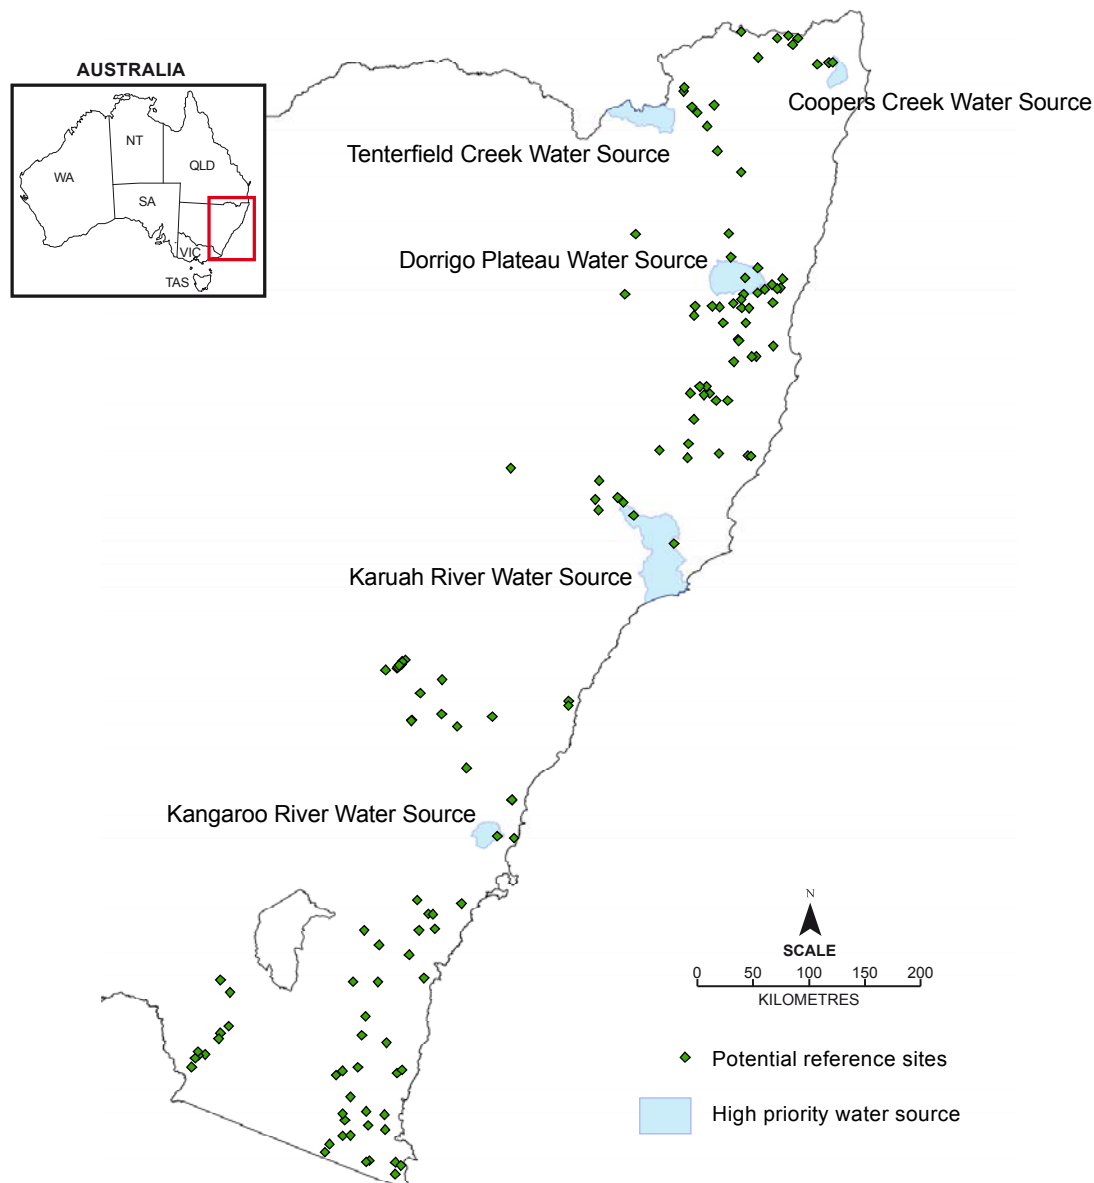 AUSTRALIA
NT
QLD
WA
SA
VIC
TAS
Coopers Creek Water Source
Tenterfield Creek Water Source
Dorrigo Plateau Water Source
Karuah River Water Source
Kangaroo River Water Source
N
SCALE
0 50 100 150 200
KILOMETRES
Potential reference sites
High priority water source